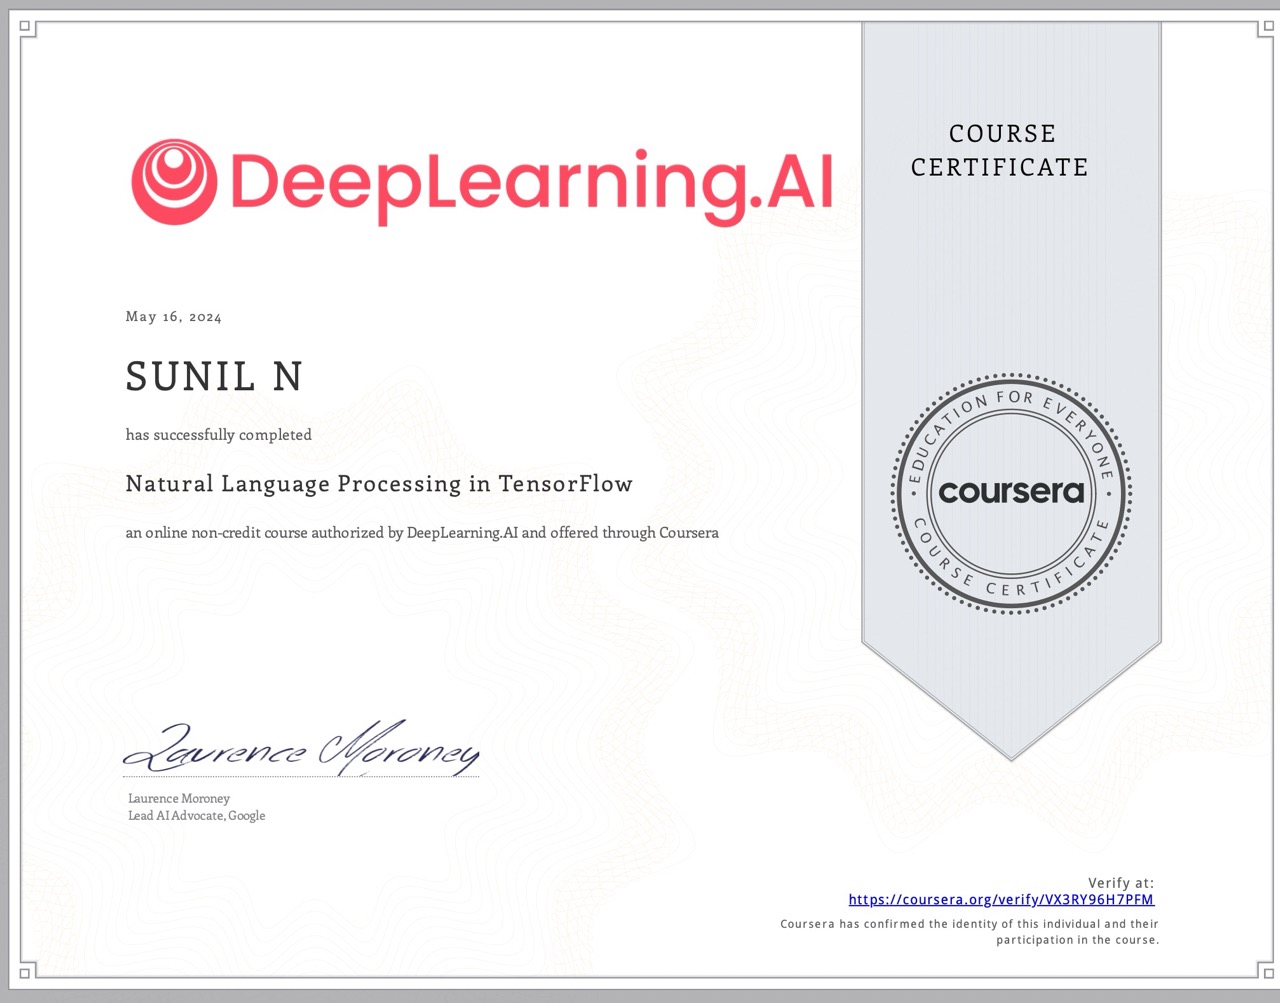 DeepLearning.AI
COURSE
CERTIFICATE
May 16, 2024
SUNIL N
has successfully completed
Natural Language Processing in TensorFlow
an online non-credit course authorized by DeepLearning.AI and offered through Coursera
EDUCATION FOR EVERYONE
coursera
COURSE CERTIFICATE
Laurence Moroney
Laurence Moroney
Lead AI Advocate, Google
Verify at:
https://coursera.org/verify/VX3RY96H7PFM
Coursera has confirmed the identity of this individual and their
participation in the course.